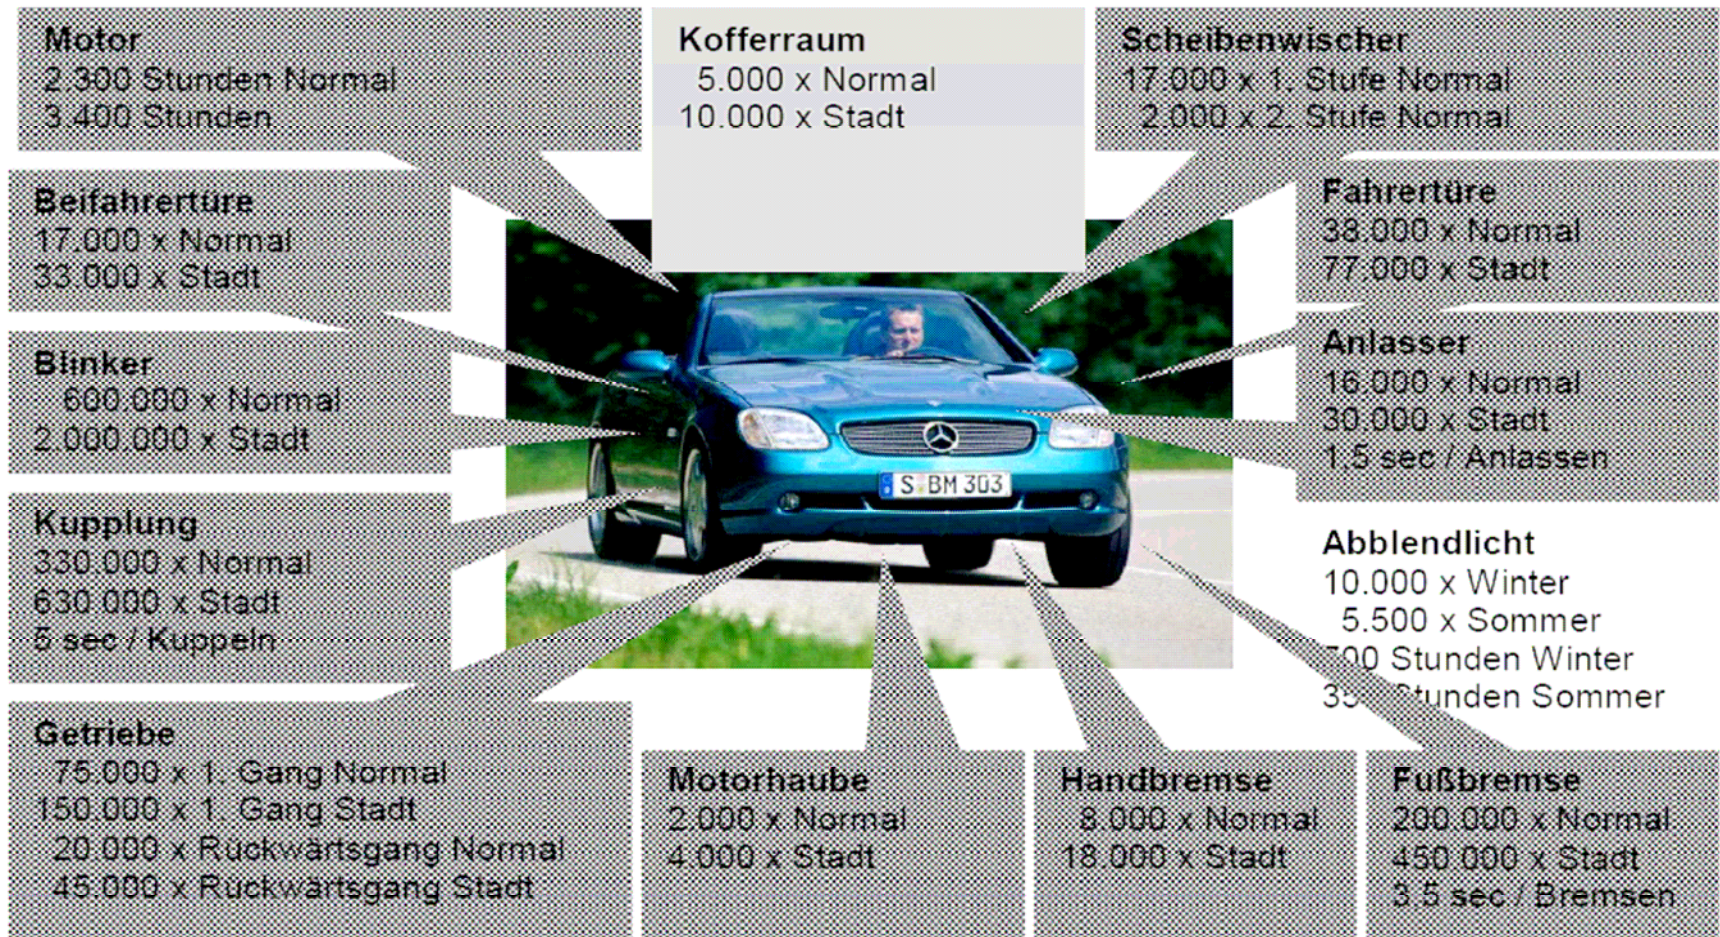 Motor
2.300 Stunden Normal
3.400 Stunden
Kofferraum
5.000 x Normal
10.000 x Stadt
Scheibenwischer
17.000 x 1. Stufe Normal
2.000 x 2. Stufe Normal
Beifahrertüre
17.000 x Normal
33.000 x Stadt
Fahrertüre
38.000 x Normal
77.000 x Stadt
Blinker
600.000 x Normal
2.000.000 x Stadt
Anlasser
16.000 x Normal
30.000 x Stadt
1,5 sec / Anlassen
S BM 303
Kupplung
330.000 x Normal
630.000 x Stadt
5 sec / Kuppeln
Abblendlicht
10.000 x Winter
5.500 x Sommer
Stunden Winter
Stunden Sommer
Getriebe
75.000 x 1. Gang Normal
150.000 x 1. Gang Stadt
20.000 x Rückwärtsgang Normal
45.000 x Rückwärtsgang Stadt
Motorhaube
2.000 x Normal
4.000 x Stadt
Handbremse
8.000 x Normal
18.000 x Stadt
Fußbremse
200.000 x Normal
450.000 x Stadt
3,5 sec / Bremsen